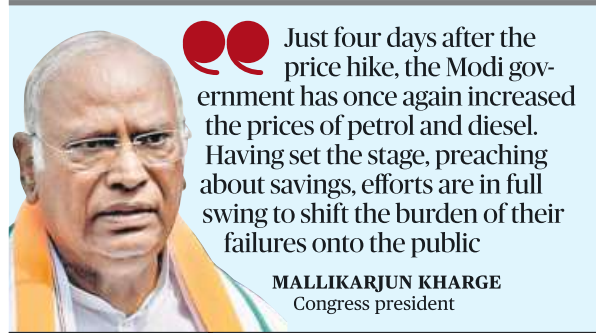 Just four days after the
price hike, the Modi gov-
ernment has once again increased
the prices of petrol and diesel.
Having set the stage, preaching
about savings, efforts are in full
swing to shift the burden of their
failures onto the public
MALLIKARJUN KHARGE
Congress president